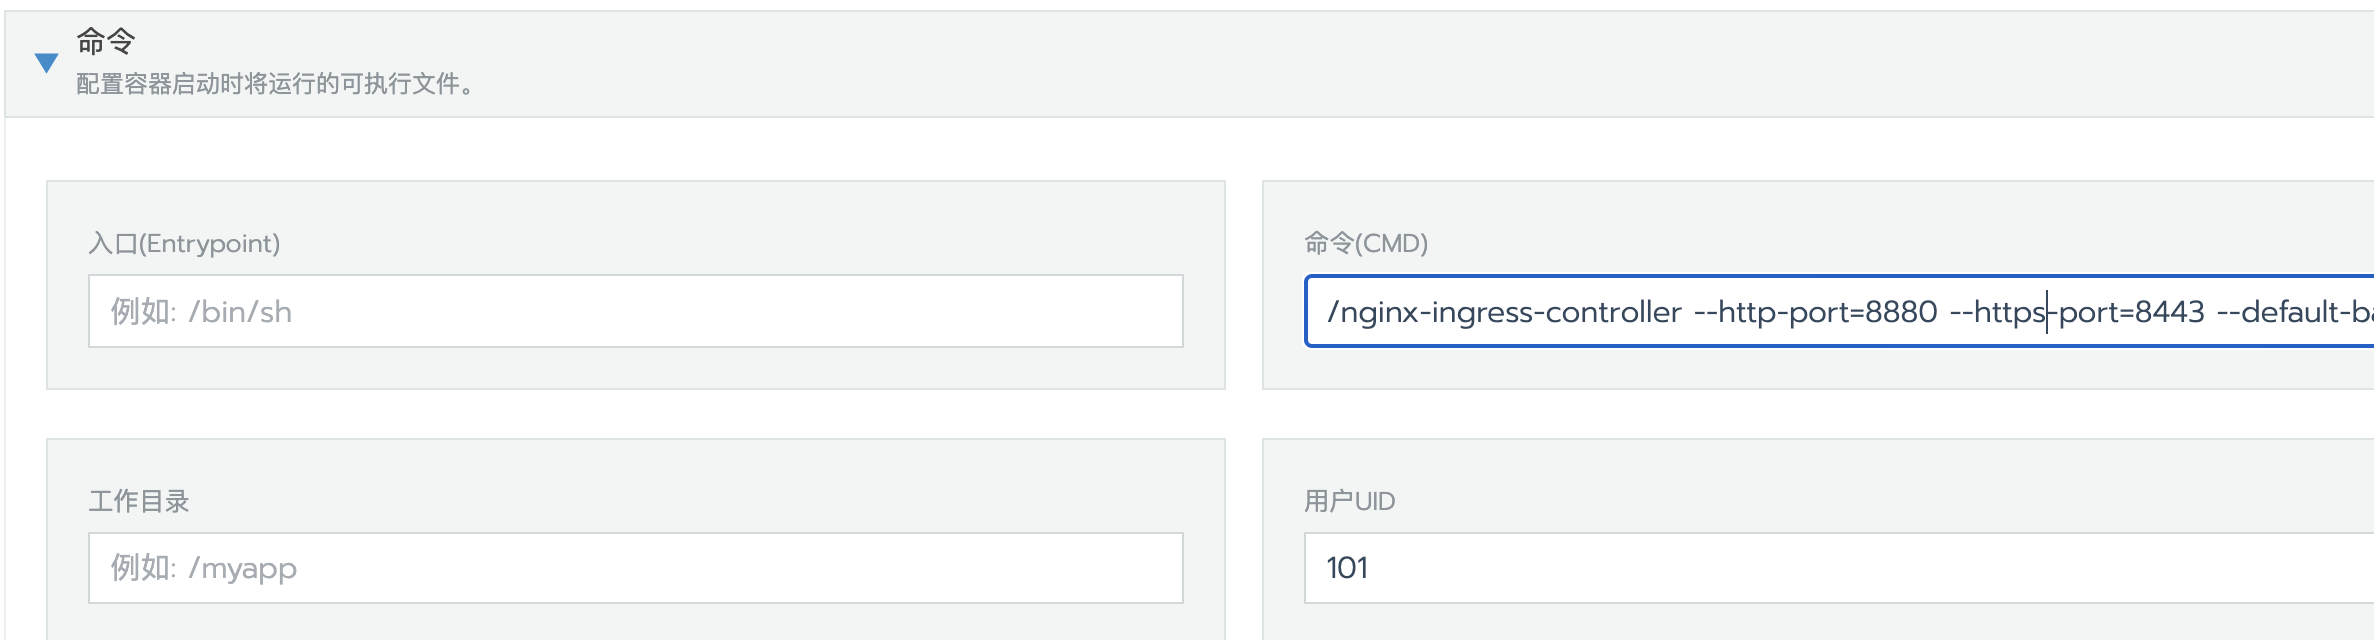 命令
配置容器启动时将运行的可执行文件。
入口(Entrypoint)
例如: /bin/sh
命令(CMD)
/nginx-ingress-controller --http-port=8880 --https-port=8443 --default-ba
工作目录
例如: /myapp
用户UID
101